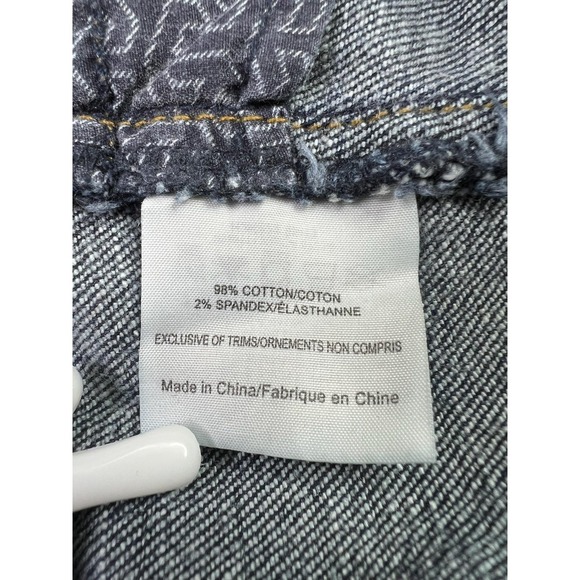 98% COTTON/COTON
2% SPANDEX/ÉLASTHANNE
EXCLUSIVE OF TRIMS/ORNEMENTS NON COMPRIS
Made in China/Fabrique en Chine